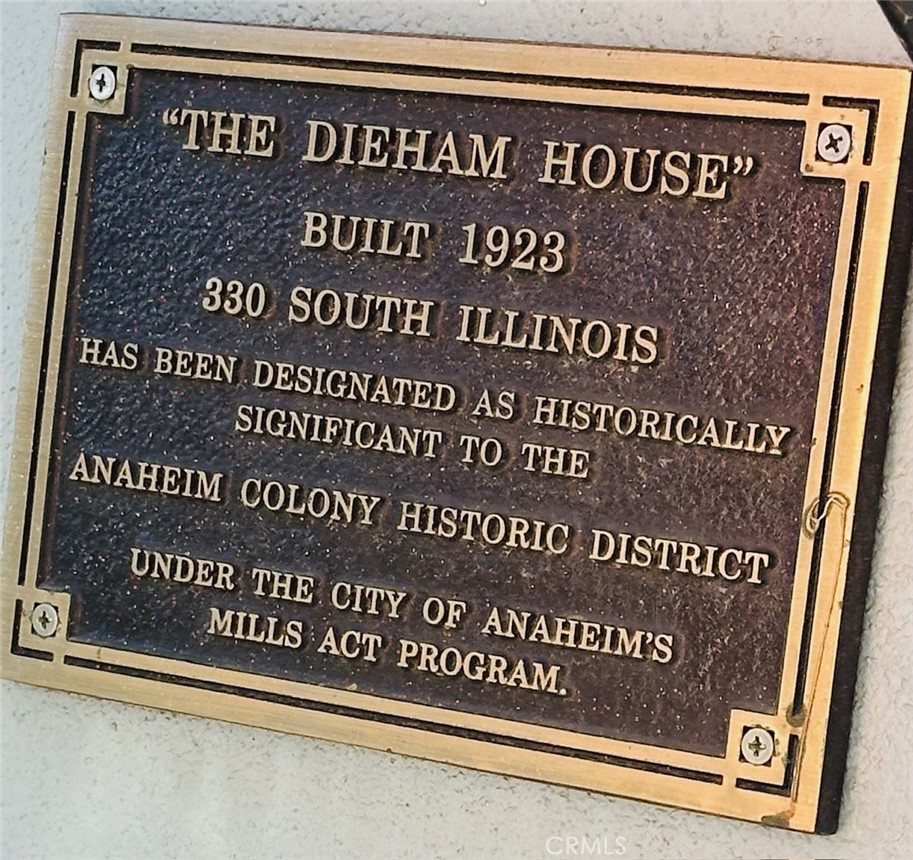 “THE DIEHAM HOUSE”
BUILT 1923
330 SOUTH ILLINOIS
HAS BEEN DESIGNATED AS HISTORICALLY
SIGNIFICANT TO THE
ANAHEIM COLONY HISTORIC DISTRICT
UNDER THE CITY OF ANAHEIM'S
MILLS ACT PROGRAM.
CRMLS